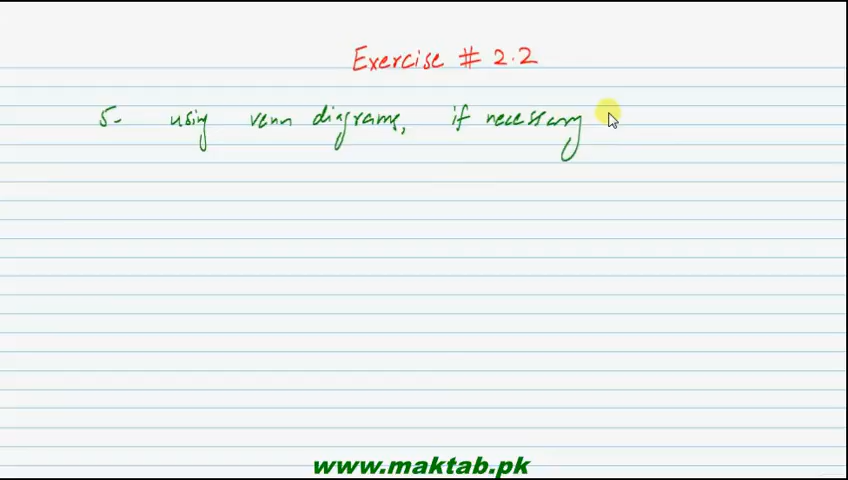 Exercise # 2.2
5- using venn diagrams, if necessary
www.maktab.pk